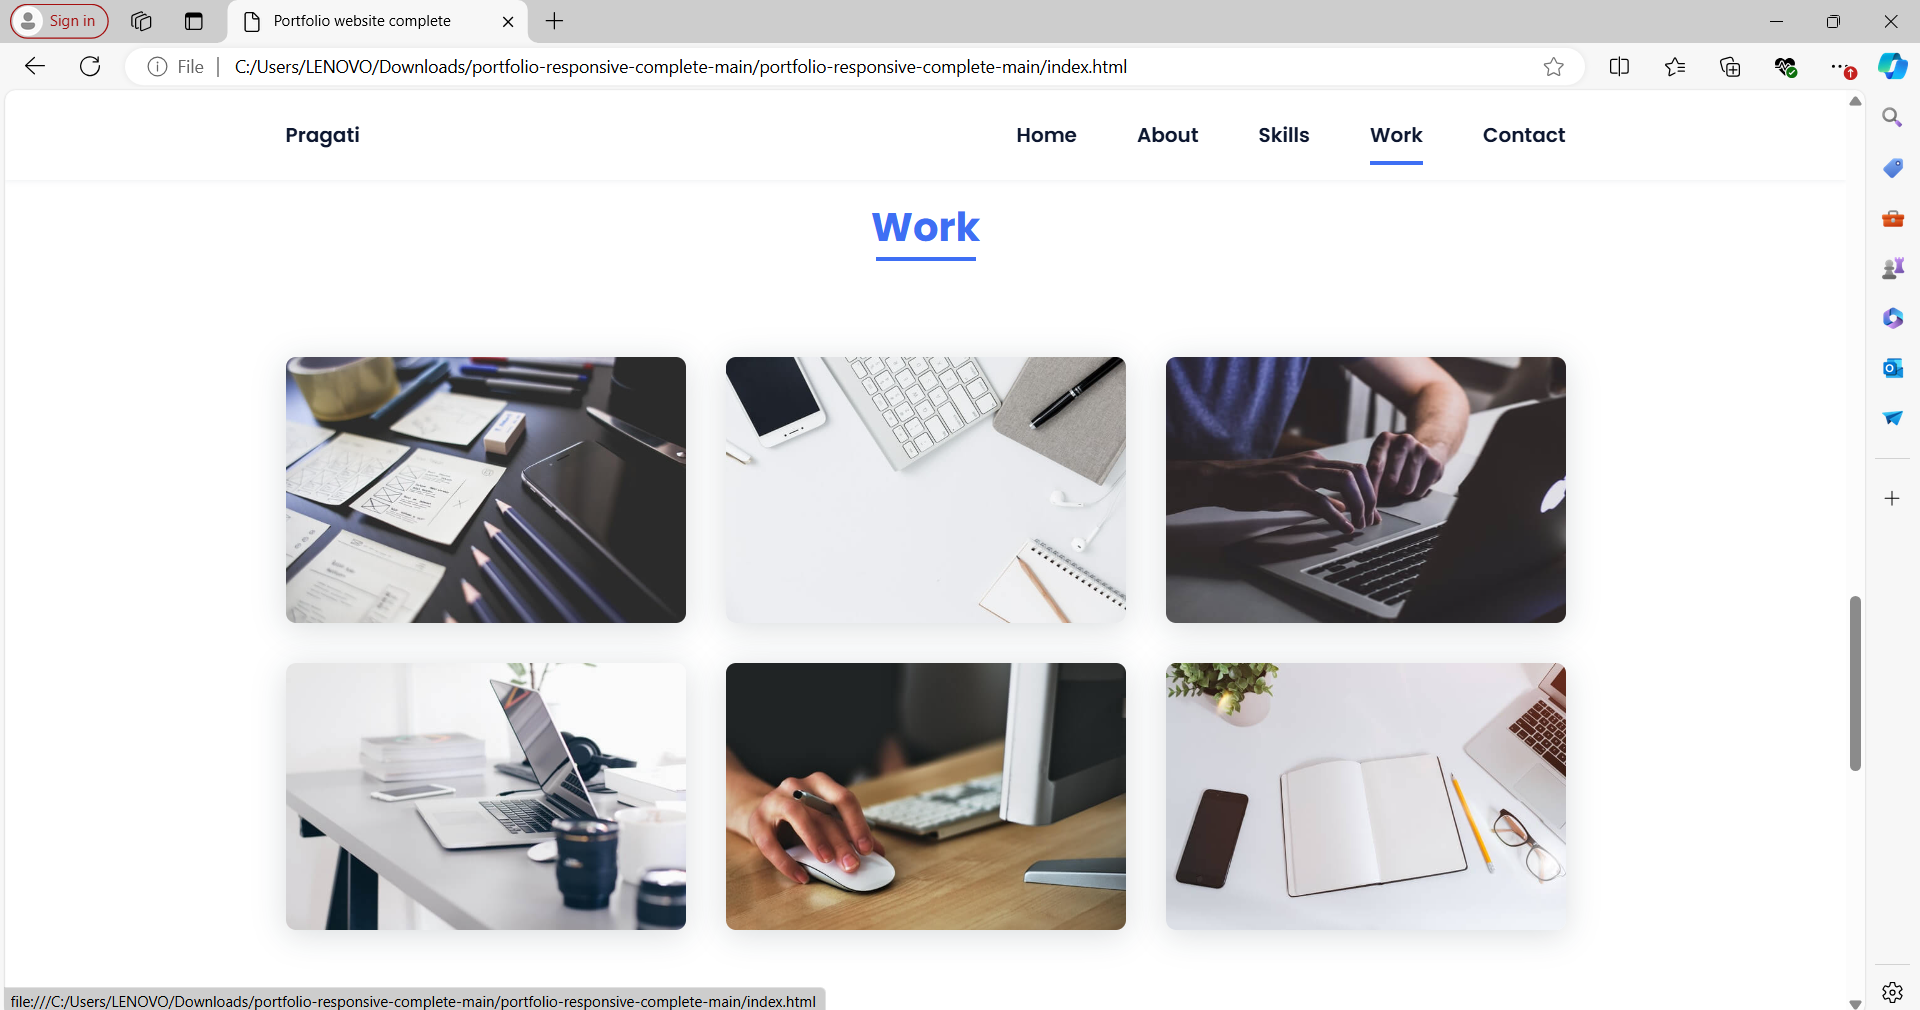 Sign in
Portfolio website complete
File
C:/Users/LENOVO/Downloads/portfolio-responsive-complete-main/portfolio-responsive-complete-main/index.html
Pragati
Home
About
Skills
Work
Contact
Work
file:///C:/Users/LENOVO/Downloads/portfolio-responsive-complete-main/portfolio-responsive-complete-main/index.html